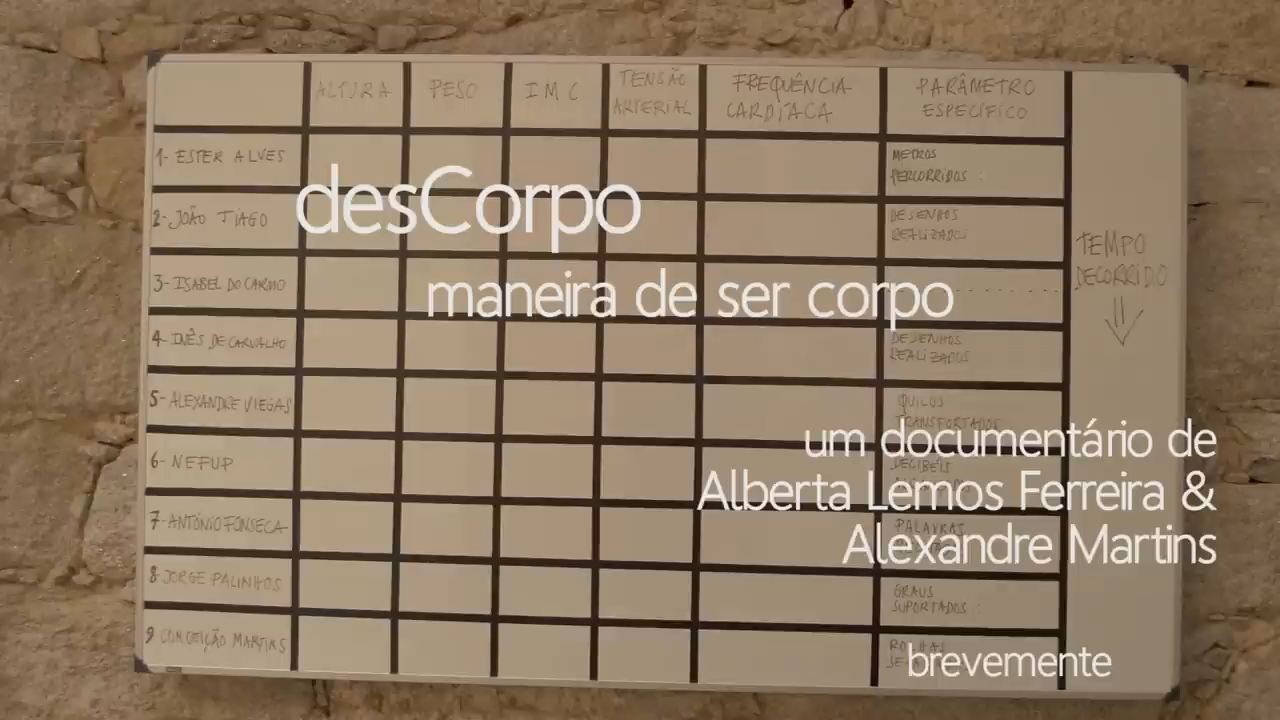 ALTURA
PESO
IMC
TENSÃO
ARTERIAL
FREQUÊNCIA
CARDÍACA
PARÂMETRO
ESPECÍFICO
1- ESTER ALVES
METROS
PERCORRIDOS :
desCorpo
2- JOÃO TIAGO
DESENHOS
REALIZADOS
TEMPO
DECORRIDO
3- ISABEL DO CARMO
maneira de ser corpo
4- INÊS DE CARVALHO
DESENHOS
REALIZADOS
5- ALEXANDRE VIEGAS
QUILOS
TRANSFORTADOS
um documentário de
6- NEFUP
DECIBÉIS
Alberta Lemos Ferreira &
7- ANTÓNIO FONSECA
PALAVRAS
Alexandre Martins
8- JORGE PALINHOS
GRAUS
SUPORTADOS :
9 CONCEIÇÃO MARTINS
brevemente